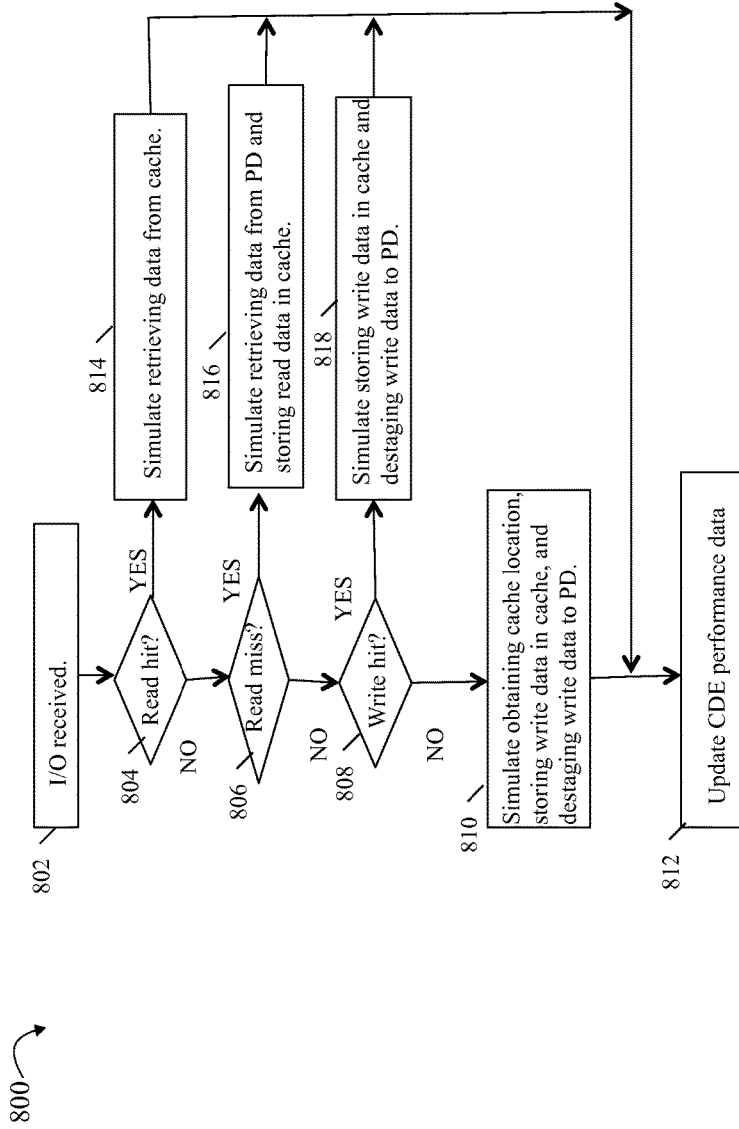 800
802
I/O received.
804
Read hit?
YES
NO
814
Simulate retrieving data from cache.
806
Read miss?
YES
NO
816
Simulate retrieving data from PD and
storing read data in cache.
808
Write hit?
YES
NO
818
Simulate storing write data in cache and
destaging write data to PD.
810
Simulate obtaining cache location,
storing write data in cache, and
destaging write data to PD.
812
Update CDE performance data